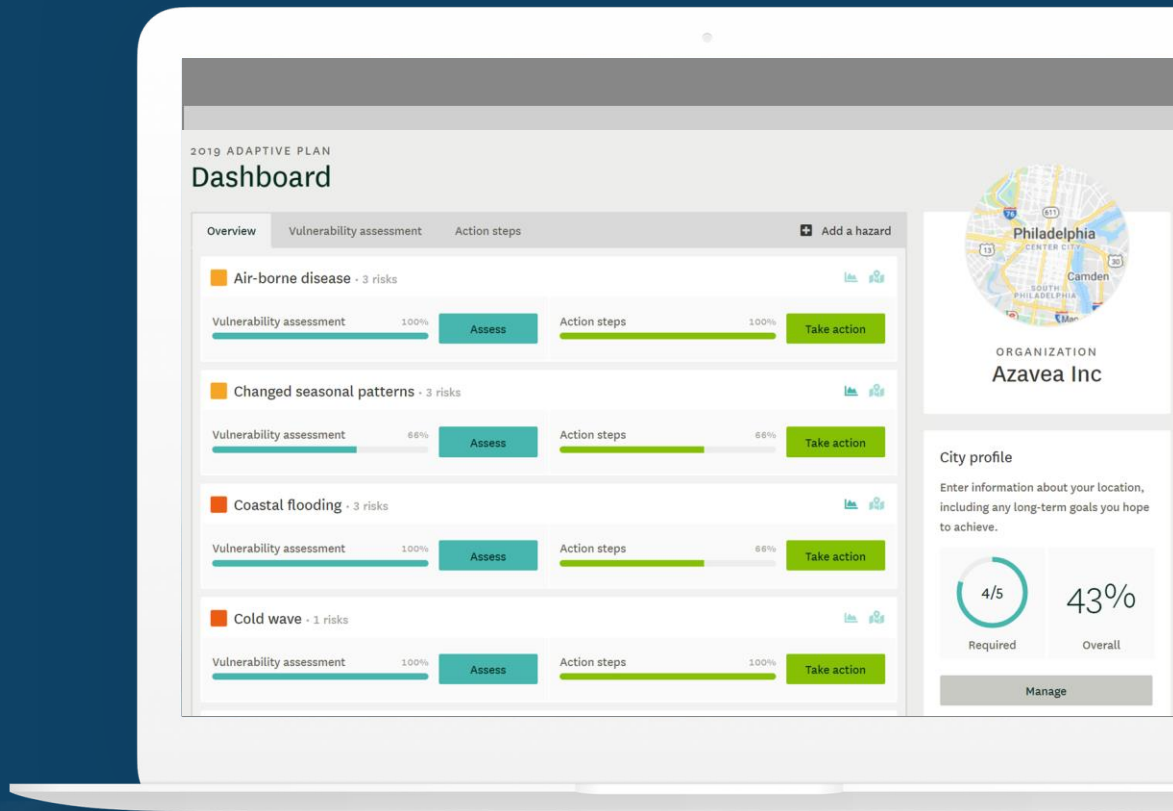 2019 ADAPTIVE PLAN
Dashboard
Overview Vulnerability assessment Action steps Add a hazard
Air-borne disease · 3 risks
Vulnerability assessment 100% Assess Action steps 100% Take action
Changed seasonal patterns · 3 risks
Vulnerability assessment 66% Assess Action steps 66% Take action
Coastal flooding · 3 risks
Vulnerability assessment 100% Assess Action steps 66% Take action
Cold wave · 1 risks
Vulnerability assessment 100% Assess Action steps 100% Take action
76 611
Philadelphia
13 CENTER CITY
30
Camden
SOUTH
PHILADELPHIA
ORGANIZATION
Azavea Inc
City profile
Enter information about your location,
including any long-term goals you hope
to achieve.
4/5 43%
Required Overall
Manage